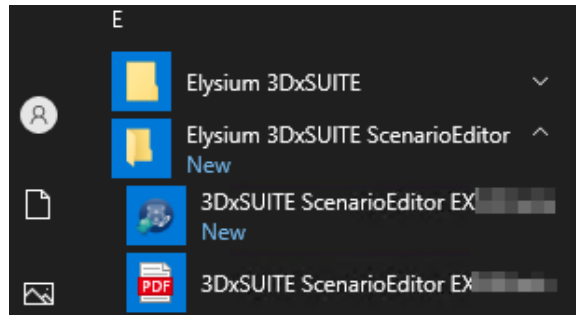 E
Elysium 3DxSUITE
Elysium 3DxSUITE ScenarioEditor
New
3DxSUITE ScenarioEditor EX
New
PDF
3DxSUITE ScenarioEditor EX